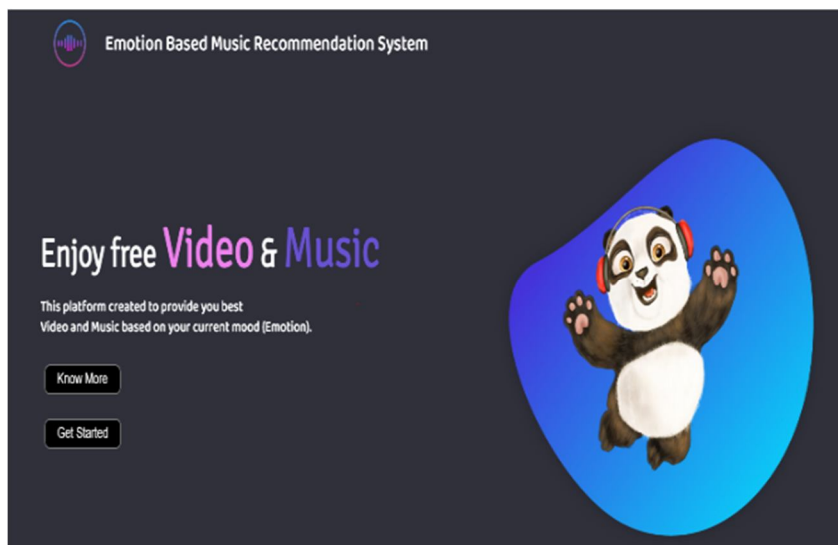 Emotion Based Music Recommendation System
Enjoy free Video & Music
This platform created to provide you best
Video and Music based on your current mood (Emotion).
Know More
Get Started